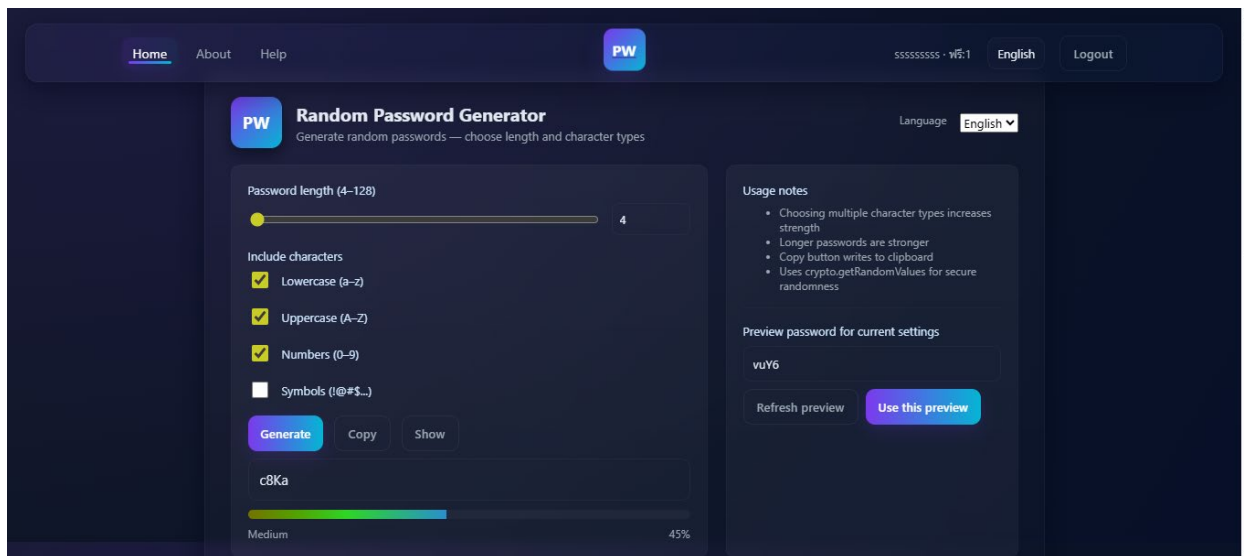 Home About Help PW sssssssss · ฟรี:1 English Logout
PW
Random Password Generator
Generate random passwords — choose length and character types
Language English
Password length (4–128)
4
Include characters
Lowercase (a–z)
Uppercase (A–Z)
Numbers (0–9)
Symbols (!@#$...)
Generate Copy Show
c8Ka
Medium 45%
Usage notes
• Choosing multiple character types increases
strength
• Longer passwords are stronger
• Copy button writes to clipboard
• Uses crypto.getRandomValues for secure
randomness
Preview password for current settings
vuY6
Refresh preview Use this preview